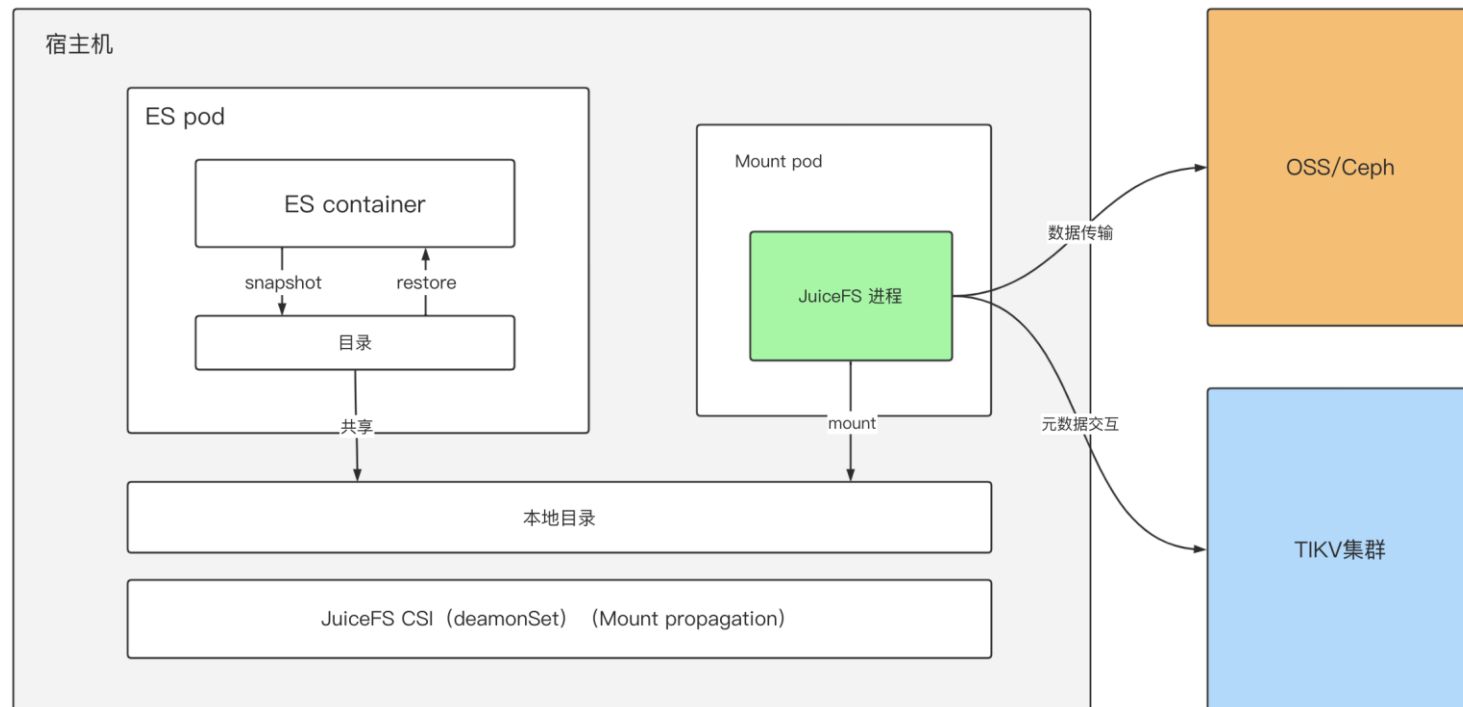 宿主机
ES pod
ES container
snapshot
restore
目录
共享
Mount pod
JuiceFS 进程
mount
数据传输
元数据交互
OSS/Ceph
TIKV集群
本地目录
JuiceFS CSI（deamonSet）（Mount propagation）